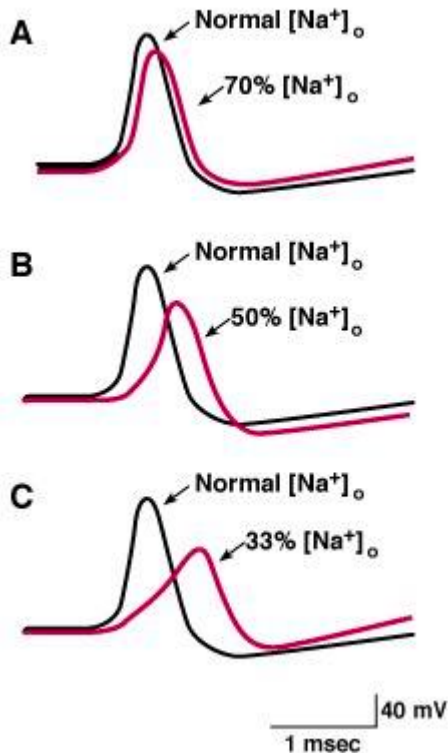 A
Normal [Na⁺]ₒ
70% [Na⁺]ₒ
B
Normal [Na⁺]ₒ
50% [Na⁺]ₒ
C
Normal [Na⁺]ₒ
33% [Na⁺]ₒ
40 mV
1 msec